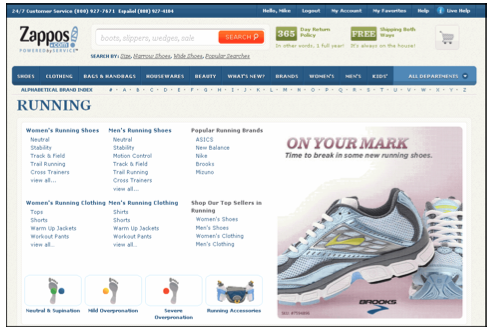 24/7 Customer Service (800) 927-7671 Español (800) 927-4104
Hello, Mike! Logout My Account My Favorites Help Live Help
Zappos
.com
POWERED by SERVICE
boots, slippers, wedges, sale
SEARCH
365 Day Return Policy
In other words, 1 full year!
FREE Shipping Both Ways
It's always on the house!
SEARCH BY: Size, Narrow Shoes, Wide Shoes, Popular Searches
SHOES CLOTHING BAGS & HANDBAGS HOUSEWARES BEAUTY WHAT'S NEW? BRANDS WOMEN'S MEN'S KIDS' ALL DEPARTMENTS
ALPHABETICAL BRAND INDEX # - A - B - C - D - E - F - G - H - I - J - K - L - M - N - O - P - Q - R - S - T - U - V - W - X - Y - Z
RUNNING
Women's Running Shoes
Neutral
Stability
Track & Field
Trail Running
Cross Trainers
view all...
Men's Running Shoes
Neutral
Stability
Motion Control
Track & Field
Trail Running
Cross Trainers
view all...
Popular Running Brands
ASICS
New Balance
Nike
Brooks
Mizuno
Women's Running Clothing
Tops
Shorts
Warm Up Jackets
Workout Pants
view all...
Men's Running Clothing
Shirts
Shorts
Warm Up Jackets
Workout Pants
view all...
Shop Our Top Sellers in
Running
Women's Shoes
Men's Shoes
Women's Clothing
Men's Clothing
ON YOUR MARK
Time to break in some new running shoes.
BROOKS
Neutral & Supination
Mild Overpronation
Severe
Overpronation
Running Accessories